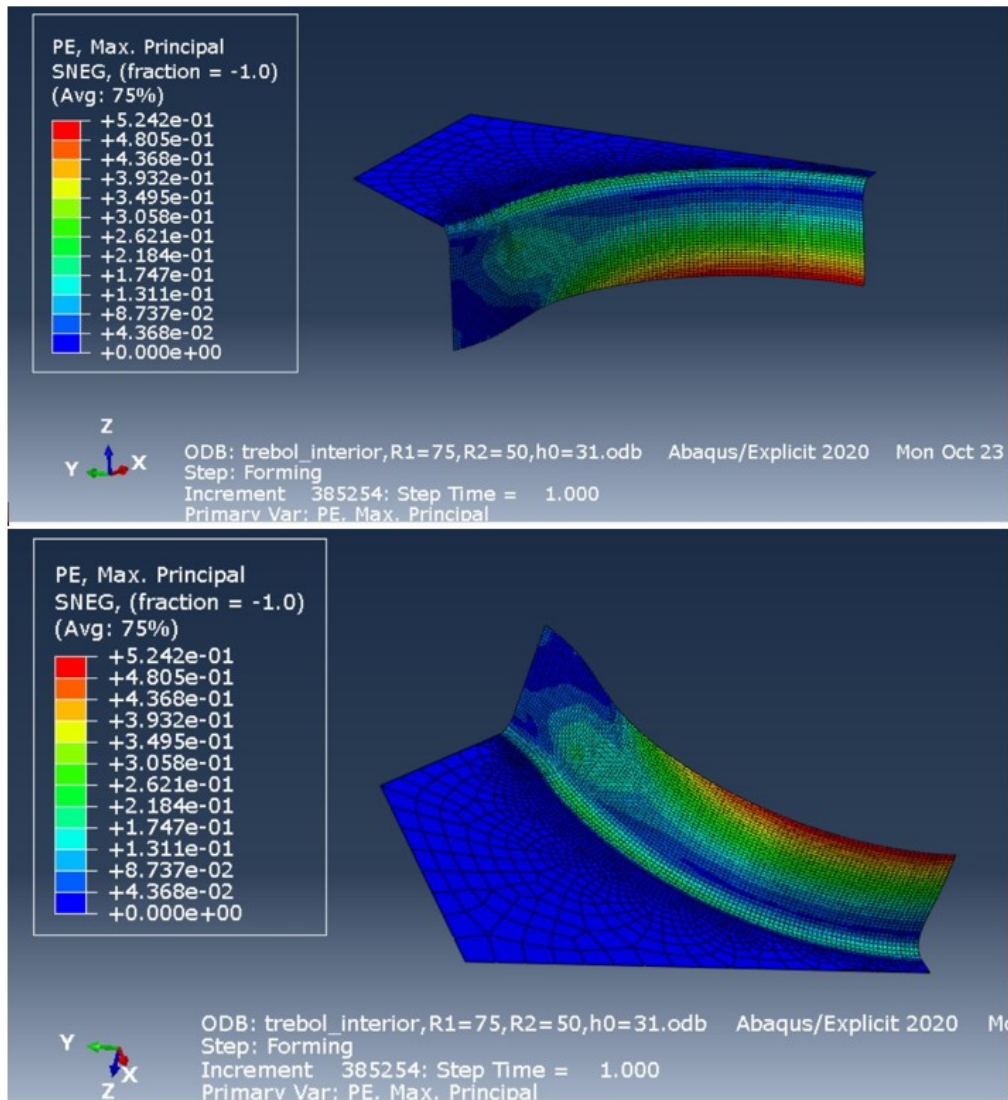 PE, Max. Principal
SNEG, (fraction = -1.0)
(Avg: 75%)
+5.242e-01
+4.805e-01
+4.368e-01
+3.932e-01
+3.495e-01
+3.058e-01
+2.621e-01
+2.184e-01
+1.747e-01
+1.311e-01
+8.737e-02
+4.368e-02
+0.000e+00
Z
Y X
ODB: trebol_interior,R1=75,R2=50,h0=31.odb Abaqus/Explicit 2020 Mon Oct 23
Step: Forming
Increment 385254: Step Time = 1.000
Primary Var: PE, Max. Principal
PE, Max. Principal
SNEG, (fraction = -1.0)
(Avg: 75%)
+5.242e-01
+4.805e-01
+4.368e-01
+3.932e-01
+3.495e-01
+3.058e-01
+2.621e-01
+2.184e-01
+1.747e-01
+1.311e-01
+8.737e-02
+4.368e-02
+0.000e+00
Y
X
Z
ODB: trebol_interior,R1=75,R2=50,h0=31.odb Abaqus/Explicit 2020
Step: Forming
Increment 385254: Step Time = 1.000
Primary Var: PE, Max. Principal